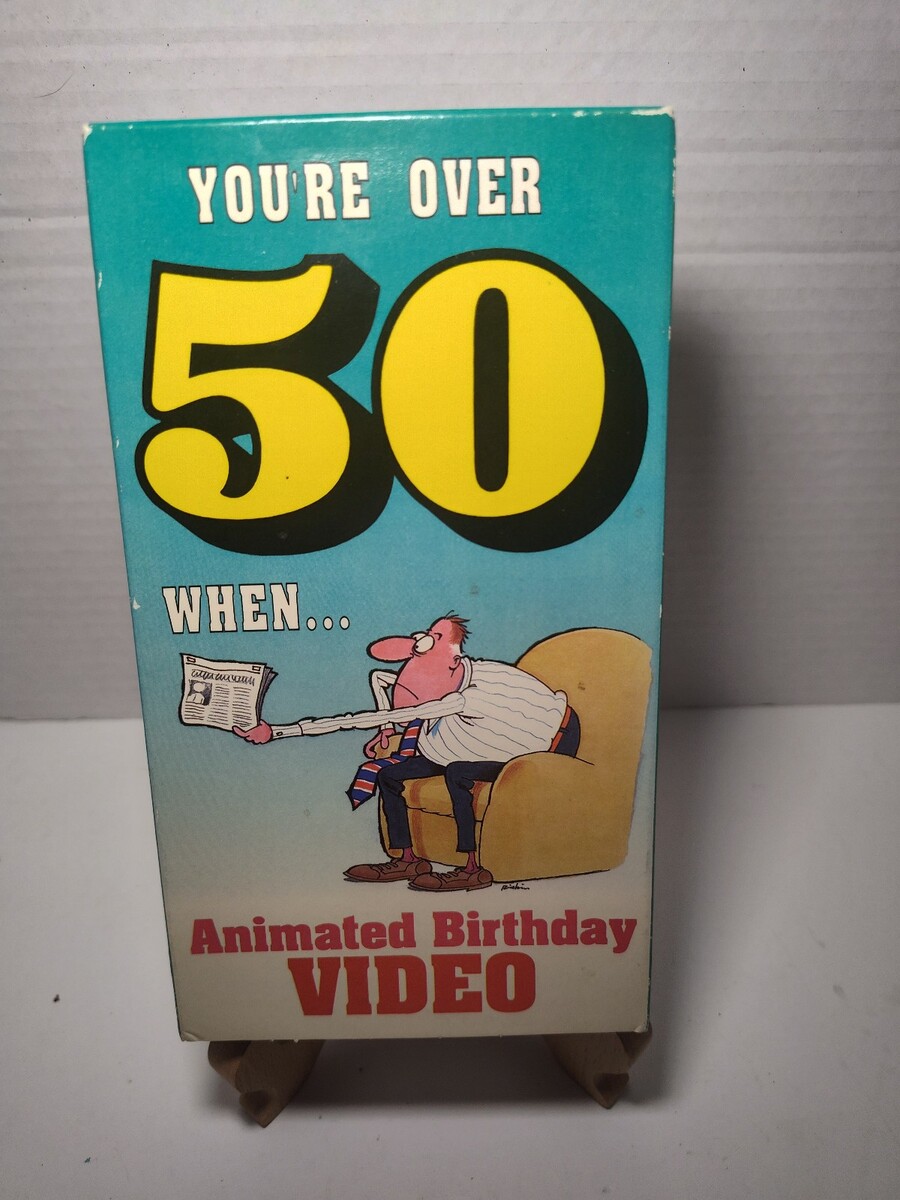 YOU'RE OVER
50
WHEN...
Animated Birthday
VIDEO